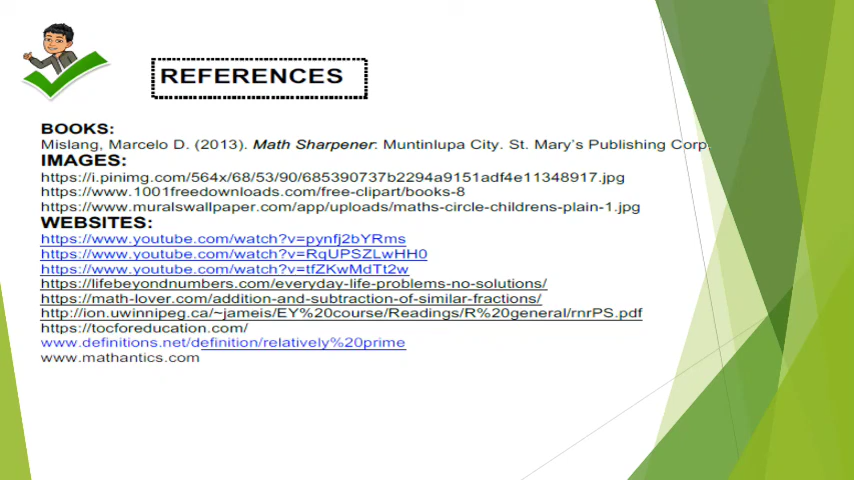 REFERENCES
BOOKS:
Mislang, Marcelo D. (2013). Math Sharpener: Muntinlupa City. St. Mary's Publishing Corp.
IMAGES:
https://i.pinimg.com/564x/68/53/90/685390737b2294a9151adf4e11348917.jpg
https://www.1001freedownloads.com/free-clipart/books-8
https://www.muralswallpaper.com/app/uploads/maths-circle-childrens-plain-1.jpg
WEBSITES:
https://www.youtube.com/watch?v=pynfj2bYRms
https://www.youtube.com/watch?v=RqUPSZLwHH0
https://www.youtube.com/watch?v=tfZKwMdTt2w
https://lifebeyondnumbers.com/everyday-life-problems-no-solutions/
https://math-lover.com/addition-and-subtraction-of-similar-fractions/
http://ion.uwinnipeg.ca/~jameis/EY%20course/Readings/R%20general/rnrPS.pdf
https://tocforeducation.com/
www.definitions.net/definition/relatively%20prime
www.mathantics.com